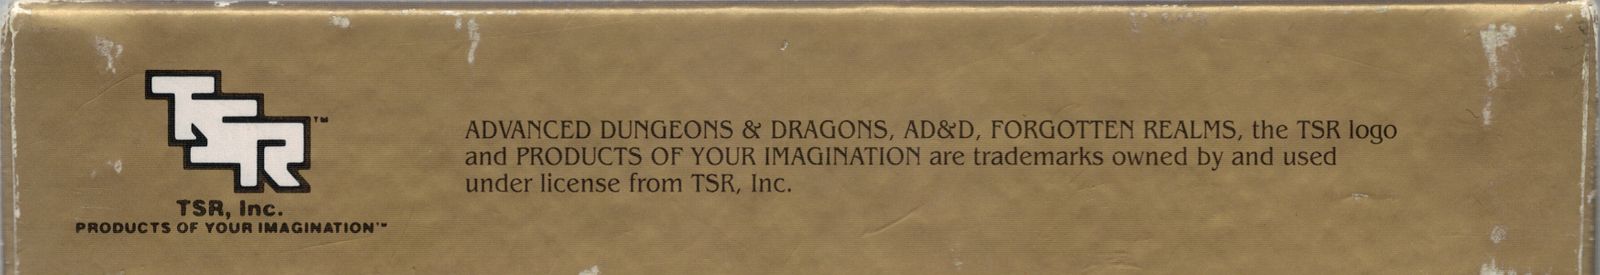 TSR™
TSR, Inc.
PRODUCTS OF YOUR IMAGINATION™
ADVANCED DUNGEONS & DRAGONS, AD&D, FORGOTTEN REALMS, the TSR logo
and PRODUCTS OF YOUR IMAGINATION are trademarks owned by and used
under license from TSR, Inc.